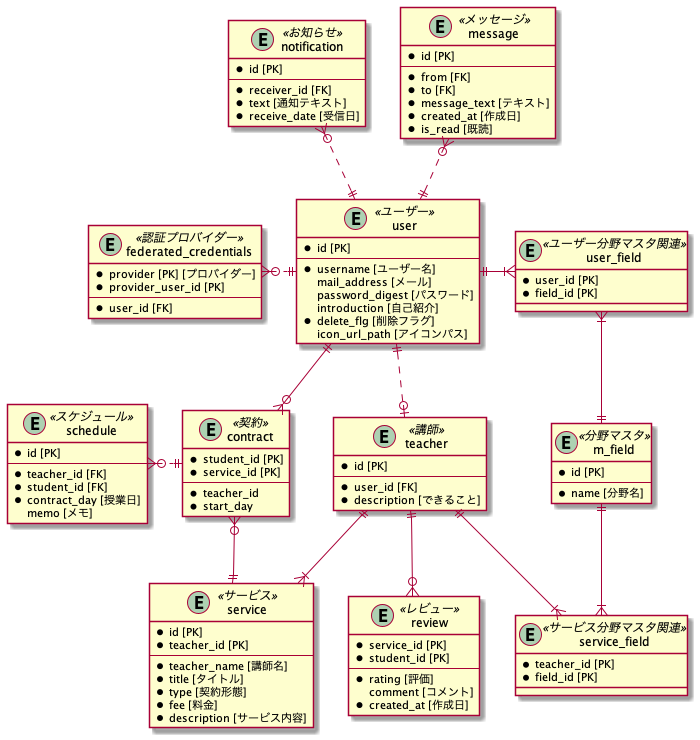 E «お知らせ»
notification
id [PK]
receiver_id [FK]
text [通知テキスト]
receive_date [受信日]
E «メッセージ»
message
id [PK]
from [FK]
to [FK]
message_text [テキスト]
created_at [作成日]
is_read [既読]
E «認証プロバイダー»
federated_credentials
provider [PK] [プロバイダー]
provider_user_id [PK]
user_id [FK]
E «ユーザー»
user
id [PK]
username [ユーザー名]
mail_address [メール]
password_digest [パスワード]
introduction [自己紹介]
delete_flg [削除フラグ]
icon_url_path [アイコンパス]
E «ユーザー分野マスタ関連»
user_field
user_id [PK]
field_id [PK]
E «スケジュール»
schedule
id [PK]
teacher_id [FK]
student_id [FK]
contract_day [授業日]
memo [メモ]
E «契約»
contract
student_id [PK]
service_id [PK]
teacher_id
start_day
E «講師»
teacher
id [PK]
user_id [FK]
description [できること]
E «分野マスタ»
m_field
id [PK]
name [分野名]
E «サービス»
service
id [PK]
teacher_id [PK]
teacher_name [講師名]
title [タイトル]
type [契約形態]
fee [料金]
description [サービス内容]
E «レビュー»
review
service_id [PK]
student_id [PK]
rating [評価]
comment [コメント]
created_at [作成日]
E «サービス分野マスタ関連»
service_field
teacher_id [PK]
field_id [PK]